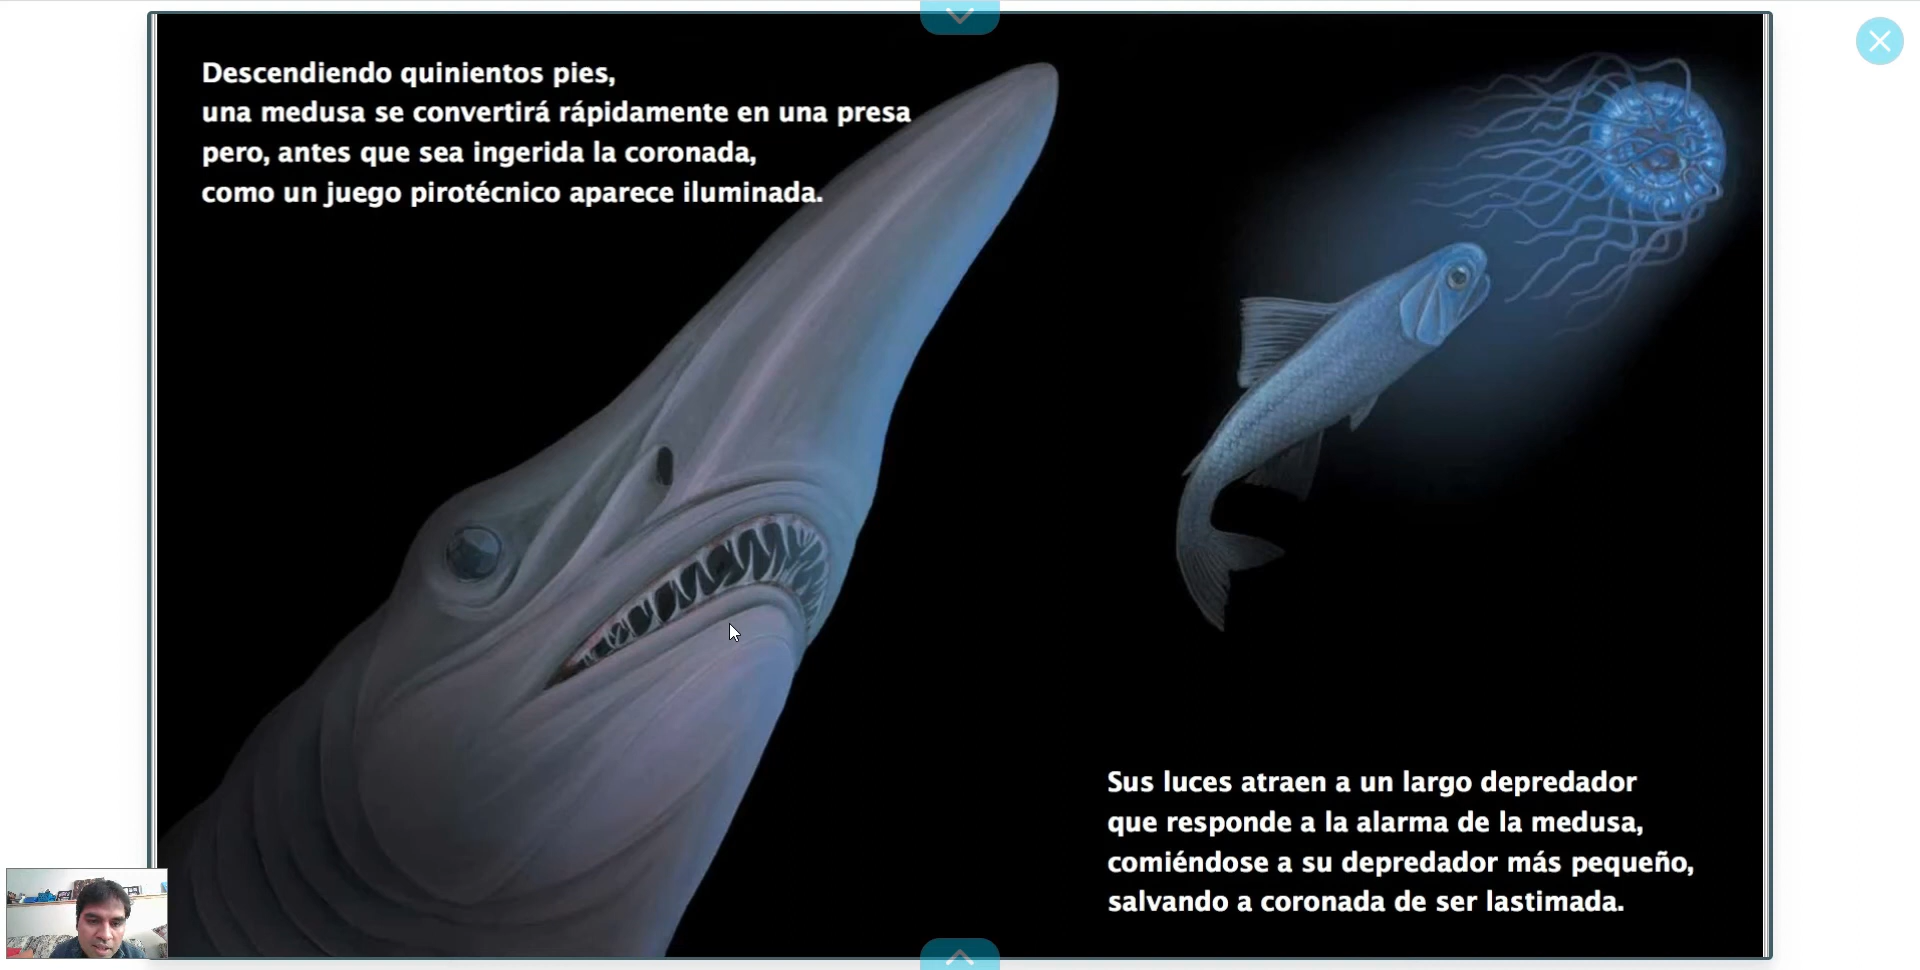 Descendiendo quinientos pies,
una medusa se convertirá rápidamente en una presa
pero, antes que sea ingerida la coronada,
como un juego pirotécnico aparece iluminada.
Sus luces atraen a un largo depredador
que responde a la alarma de la medusa,
comiéndose a su depredador más pequeño,
salvando a coronada de ser lastimada.